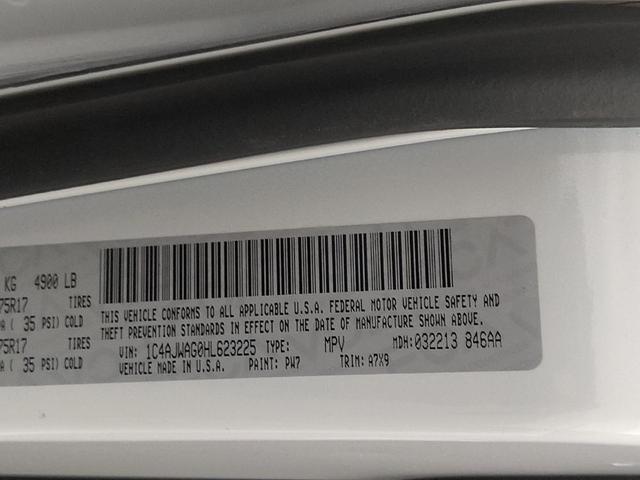 KG 4900 LB
75R17 TIRES
A ( 35 PSI) COLD
75R17 TIRES
A ( 35 PSI) COLD
THIS VEHICLE CONFORMS TO ALL APPLICABLE U.S.A. FEDERAL MOTOR VEHICLE SAFETY AND
THEFT PREVENTION STANDARDS IN EFFECT ON THE DATE OF MANUFACTURE SHOWN ABOVE.
VIN: 1C4AJWAG0HL623225 TYPE: MPV MDH: 032213 846AA
VEHICLE MADE IN U.S.A. PAINT: PW7 TRIM: A7X9